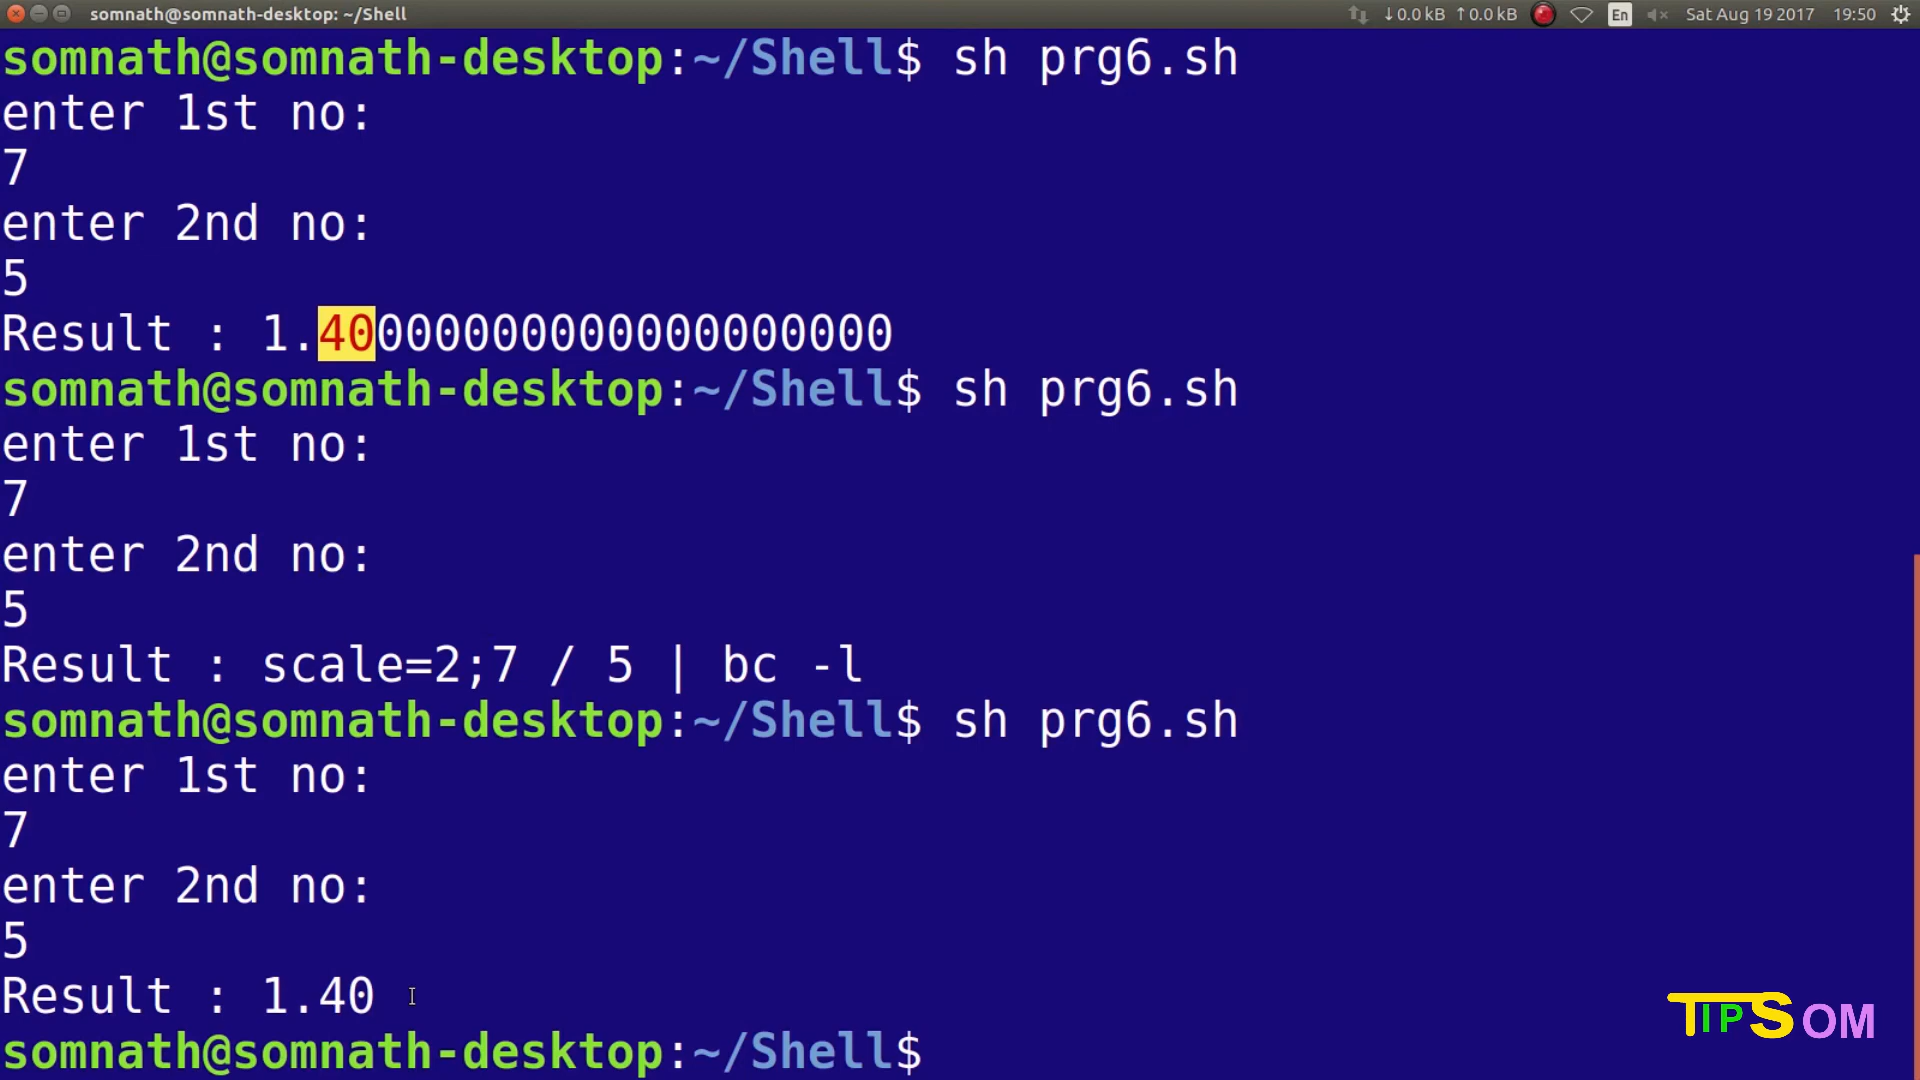 somnath@somnath-desktop: ~/Shell ↓0.0 kB ↑0.0 kB En Sat Aug 19 2017 19:50
somnath@somnath-desktop:~/Shell$ sh prg6.sh
enter 1st no:
7
enter 2nd no:
5
Result : 1.40000000000000000000
somnath@somnath-desktop:~/Shell$ sh prg6.sh
enter 1st no:
7
enter 2nd no:
5
Result : scale=2;7 / 5 | bc -l
somnath@somnath-desktop:~/Shell$ sh prg6.sh
enter 1st no:
7
enter 2nd no:
5
Result : 1.40
somnath@somnath-desktop:~/Shell$
TIPSOM